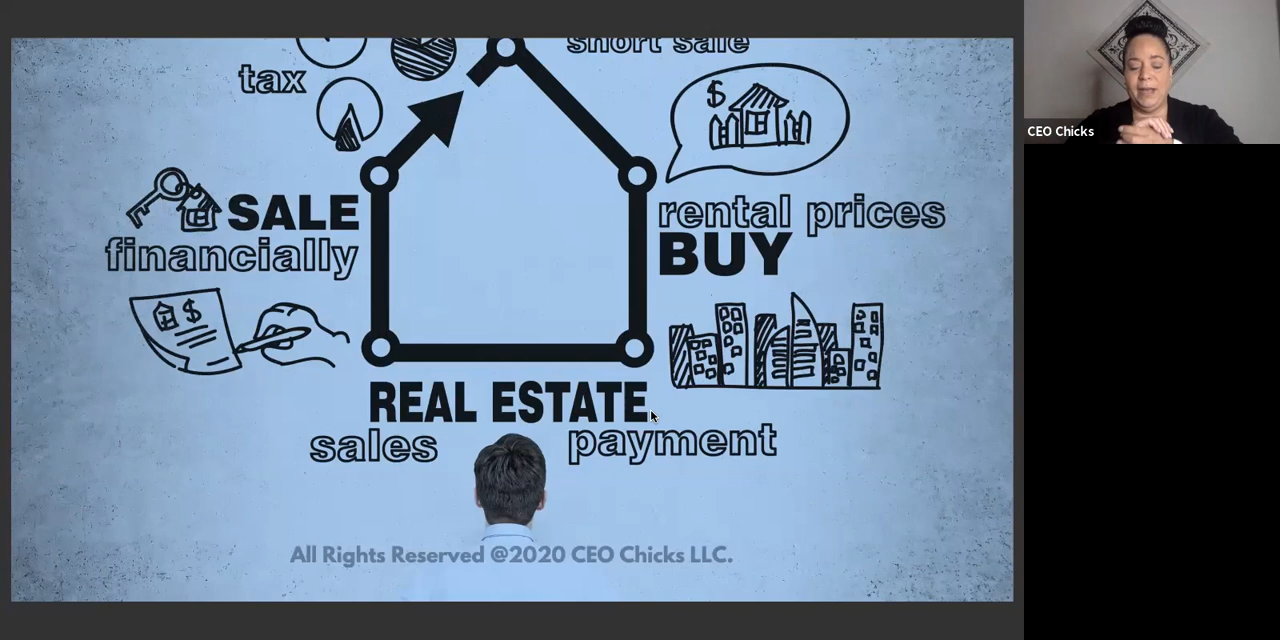 short sale
tax
SALE
financially
rental prices
BUY
REAL ESTATE
sales
payment
All Rights Reserved @2020 CEO Chicks LLC.
CEO Chicks